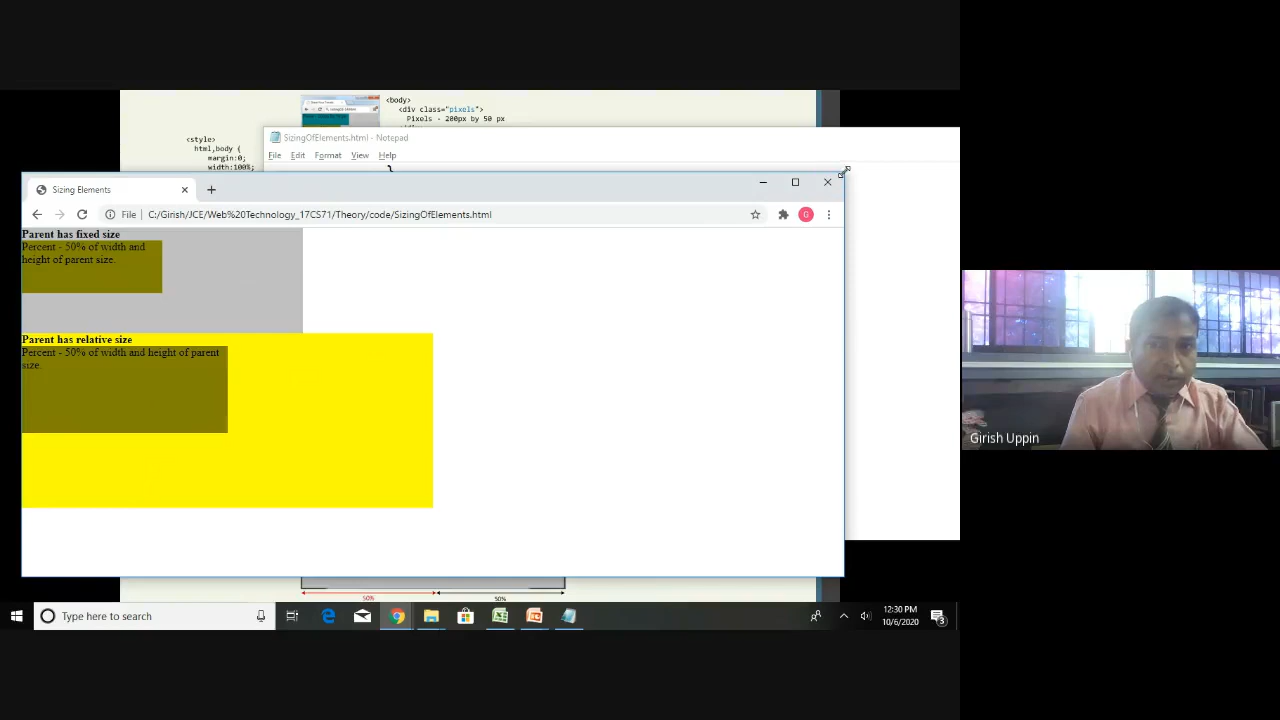 <body>
<div class="pixels">
Pixels - 200px by 50 px
<style>
html,body {
margin:0;
width:100%;
SizingOfElements.html - Notepad
File Edit Format View Help
}
Sizing Elements
File C:/Girish/JCE/Web%20Technology_17CS71/Theory/code/SizingOfElements.html
G
Parent has fixed size
Percent - 50% of width and
height of parent size.
Parent has relative size
Percent - 50% of width and height of parent
size.
Girish Uppin
50% 50%
Type here to search
12:30 PM
10/6/2020
3